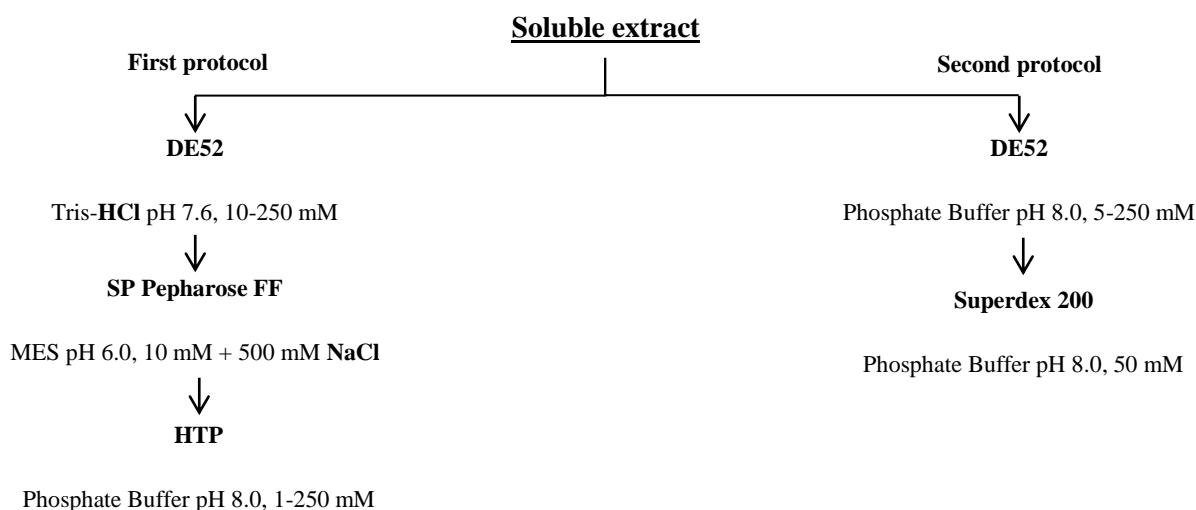 Soluble extract
First protocol
Second protocol
DE52
DE52
Tris-HCl pH 7.6, 10-250 mM
Phosphate Buffer pH 8.0, 5-250 mM
SP Pepharose FF
Superdex 200
MES pH 6.0, 10 mM + 500 mM NaCl
Phosphate Buffer pH 8.0, 50 mM
HTP
Phosphate Buffer pH 8.0, 1-250 mM